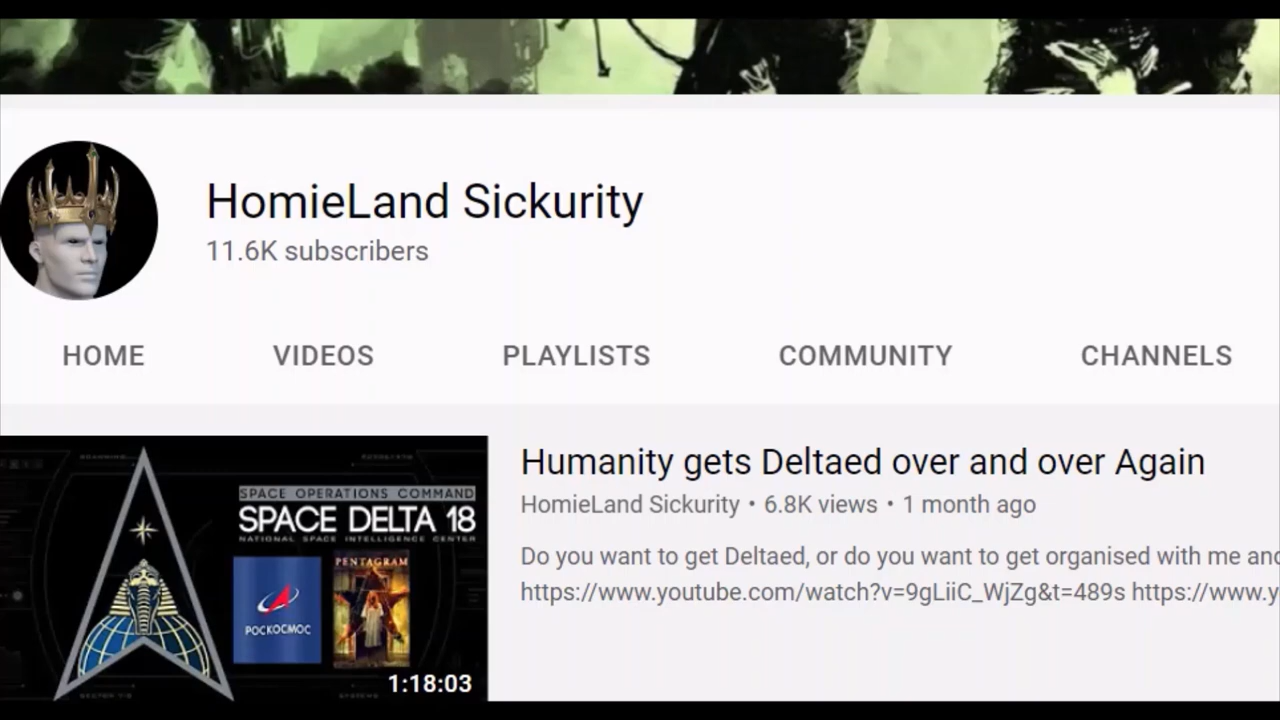 HomieLand Sickurity
11.6K subscribers
HOME VIDEOS PLAYLISTS COMMUNITY CHANNELS
SPACE OPERATIONS COMMAND
SPACE DELTA 18
NATIONAL SPACE INTELLIGENCE CENTER
РОСКОСМОС
PENTAGRAM
1:18:03
Humanity gets Deltaed over and over Again
HomieLand Sickurity • 6.8K views • 1 month ago
Do you want to get Deltaed, or do you want to get organised with me and
https://www.youtube.com/watch?v=9gLiiC_WjZg&t=489s https://www.y